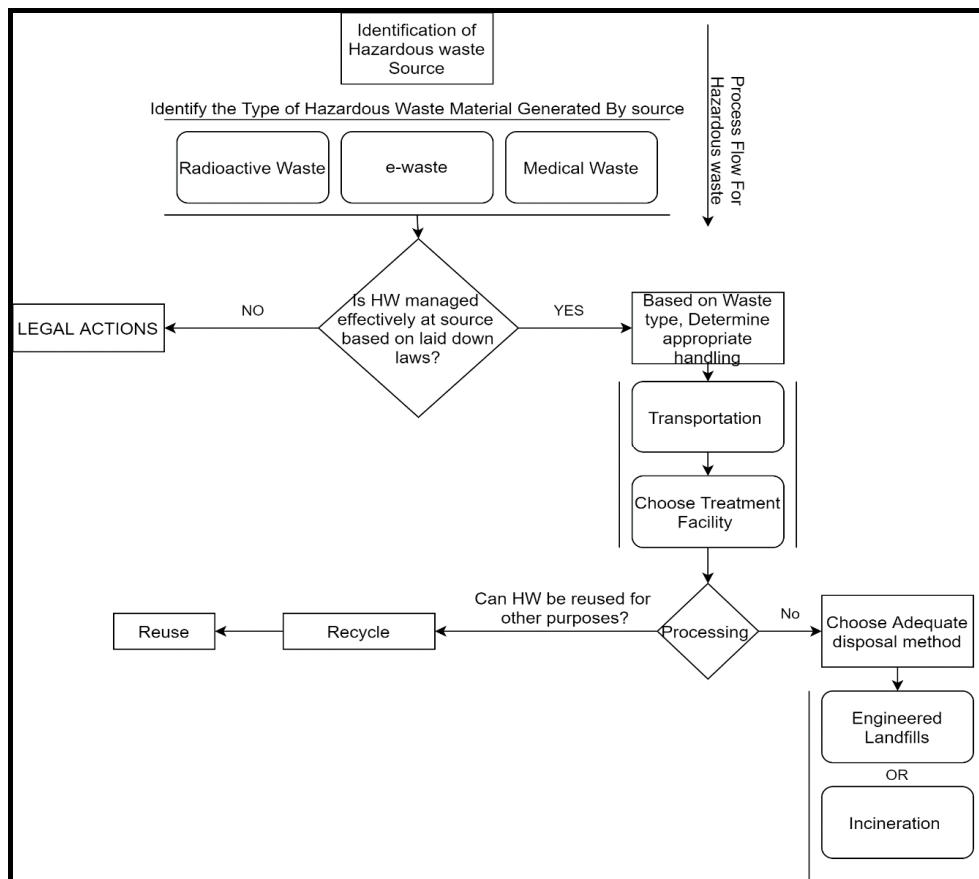 Identification of
Hazardous waste
Source
Process Flow For
Hazardous waste
Identify the Type of Hazardous Waste Material Generated By source
Radioactive Waste
e-waste
Medical Waste
Is HW managed
effectively at source
based on laid down
laws?
NO
LEGAL ACTIONS
YES
Based on Waste
type, Determine
appropriate
handling
Transportation
Choose Treatment
Facility
Processing
Can HW be reused for
other purposes?
Recycle
Reuse
No
Choose Adequate
disposal method
Engineered
Landfills
OR
Incineration